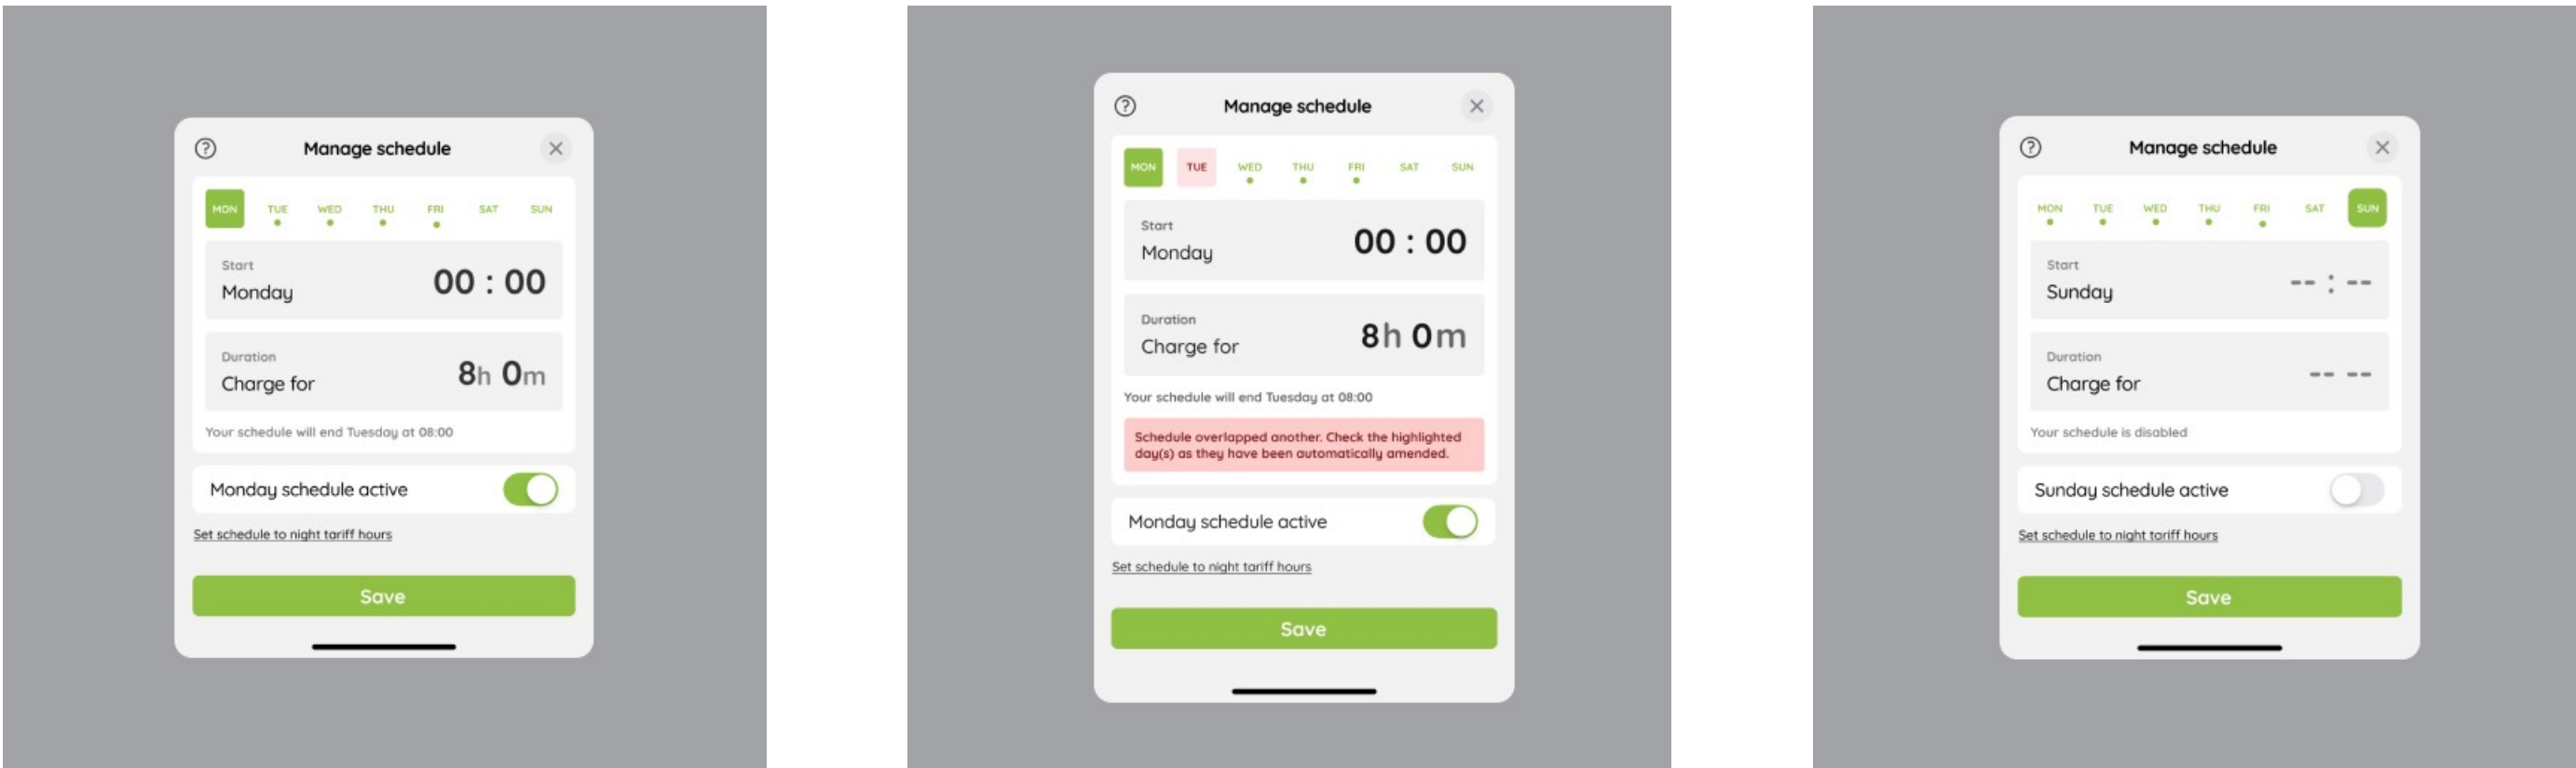 ?
Manage schedule
MON TUE WED THU FRI SAT SUN
Start
Monday
00 : 00
Duration
Charge for
8h 0m
Your schedule will end Tuesday at 08:00
Monday schedule active
Set schedule to night tariff hours
Save
?
Manage schedule
MON TUE WED THU FRI SAT SUN
Start
Monday
00 : 00
Duration
Charge for
8h 0m
Your schedule will end Tuesday at 08:00
Schedule overlapped another. Check the highlighted
day(s) as they have been automatically amended.
Monday schedule active
Set schedule to night tariff hours
Save
?
Manage schedule
MON TUE WED THU FRI SAT SUN
Start
Sunday
-- : --
Duration
Charge for
-- --
Your schedule is disabled
Sunday schedule active
Set schedule to night tariff hours
Save